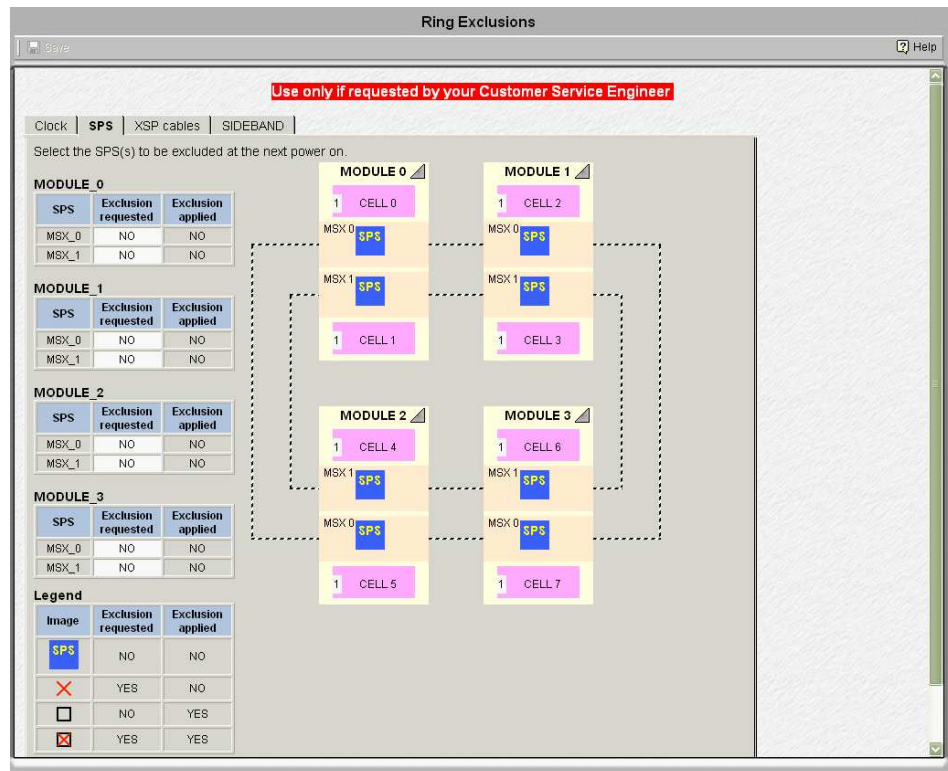 Ring Exclusions
Save
Help
Use only if requested by your Customer Service Engineer
Clock SPS XSP cables SIDEBAND
Select the SPS(s) to be excluded at the next power on.
MODULE_0
SPS Exclusion requested Exclusion applied
MSX_0 NO NO
MSX_1 NO NO
MODULE_1
SPS Exclusion requested Exclusion applied
MSX_0 NO NO
MSX_1 NO NO
MODULE_2
SPS Exclusion requested Exclusion applied
MSX_0 NO NO
MSX_1 NO NO
MODULE_3
SPS Exclusion requested Exclusion applied
MSX_0 NO NO
MSX_1 NO NO
Legend
Image Exclusion requested Exclusion applied
SPS NO NO
YES NO
NO YES
YES YES
MODULE 0
1 CELL 0
MSX 0 SPS
MSX 1 SPS
1 CELL 1
MODULE 1
1 CELL 2
MSX 0 SPS
MSX 1 SPS
1 CELL 3
MODULE 2
1 CELL 4
MSX 1 SPS
MSX 0 SPS
1 CELL 5
MODULE 3
1 CELL 6
MSX 1 SPS
MSX 0 SPS
1 CELL 7